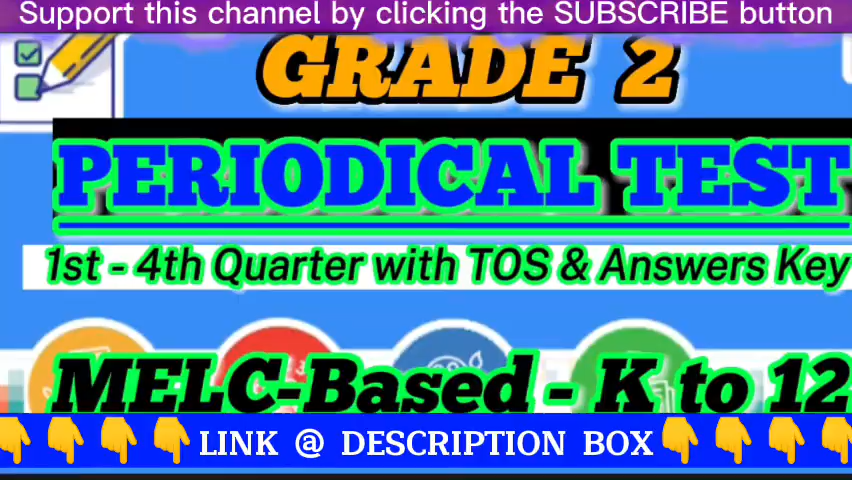 Support this channel by clicking the SUBSCRIBE button
GRADE 2
PERIODICAL TEST
1st - 4th Quarter with TOS & Answers Key
MELC-Based - K to 12
👇👇👇👇LINK @ DESCRIPTION BOX👇👇👇👇